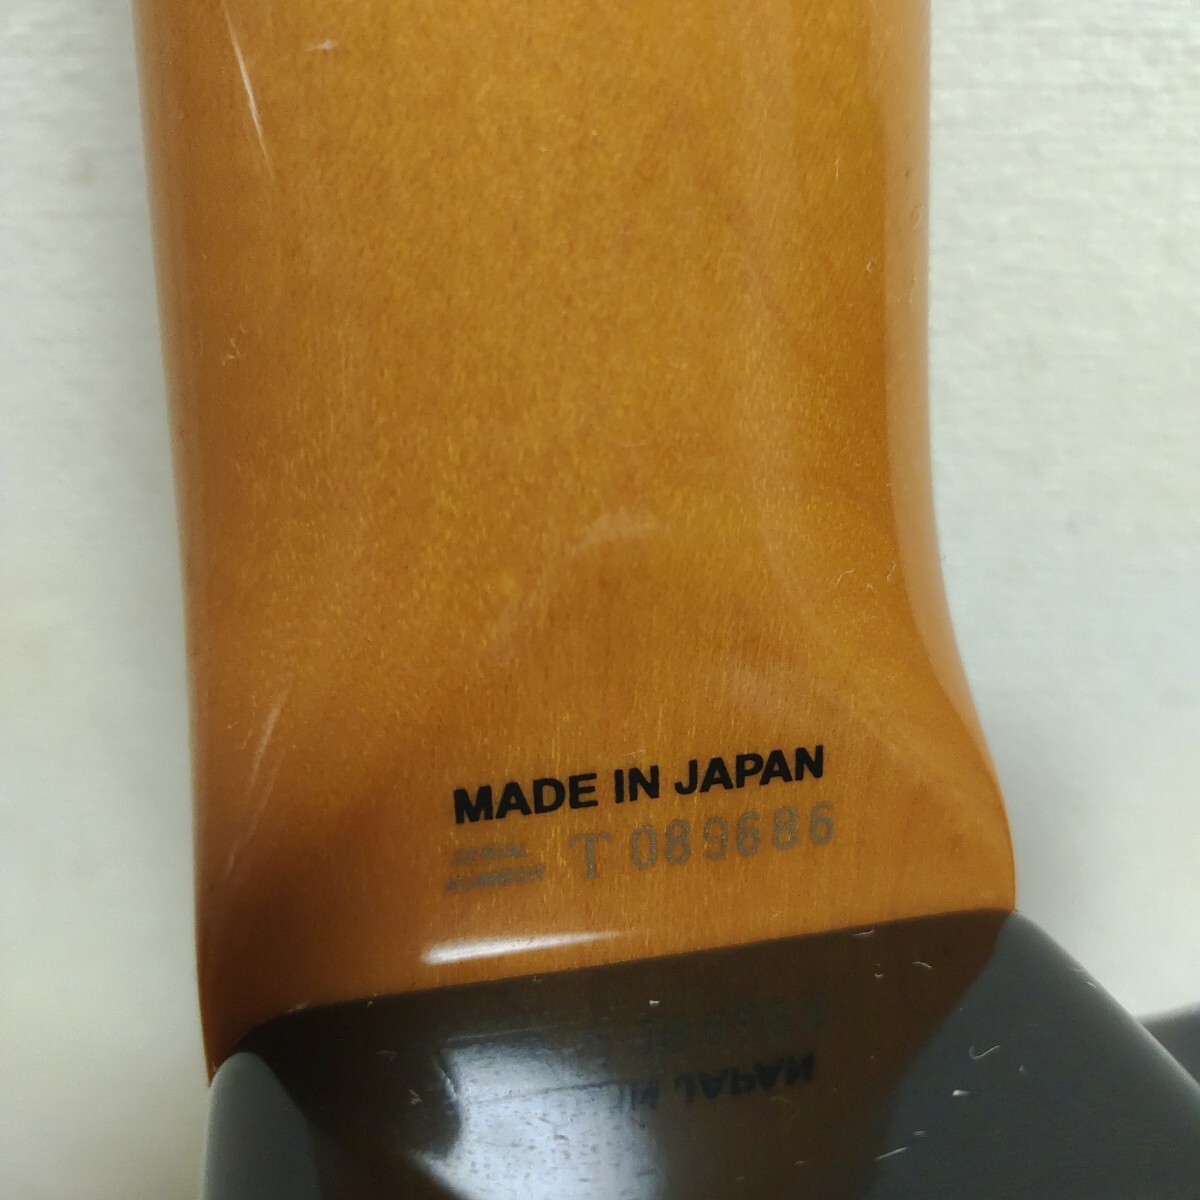 MADE IN JAPAN
SERIAL
NUMBER
T 089686